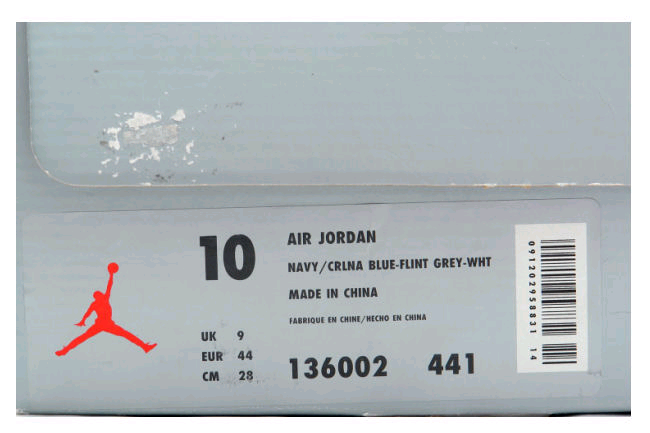 10
AIR JORDAN
NAVY/CRLNA BLUE-FLINT GREY-WHT
MADE IN CHINA
FABRIQUE EN CHINE/HECHO EN CHINA
UK 9
EUR 44
CM 28
136002 441
091202958831 14